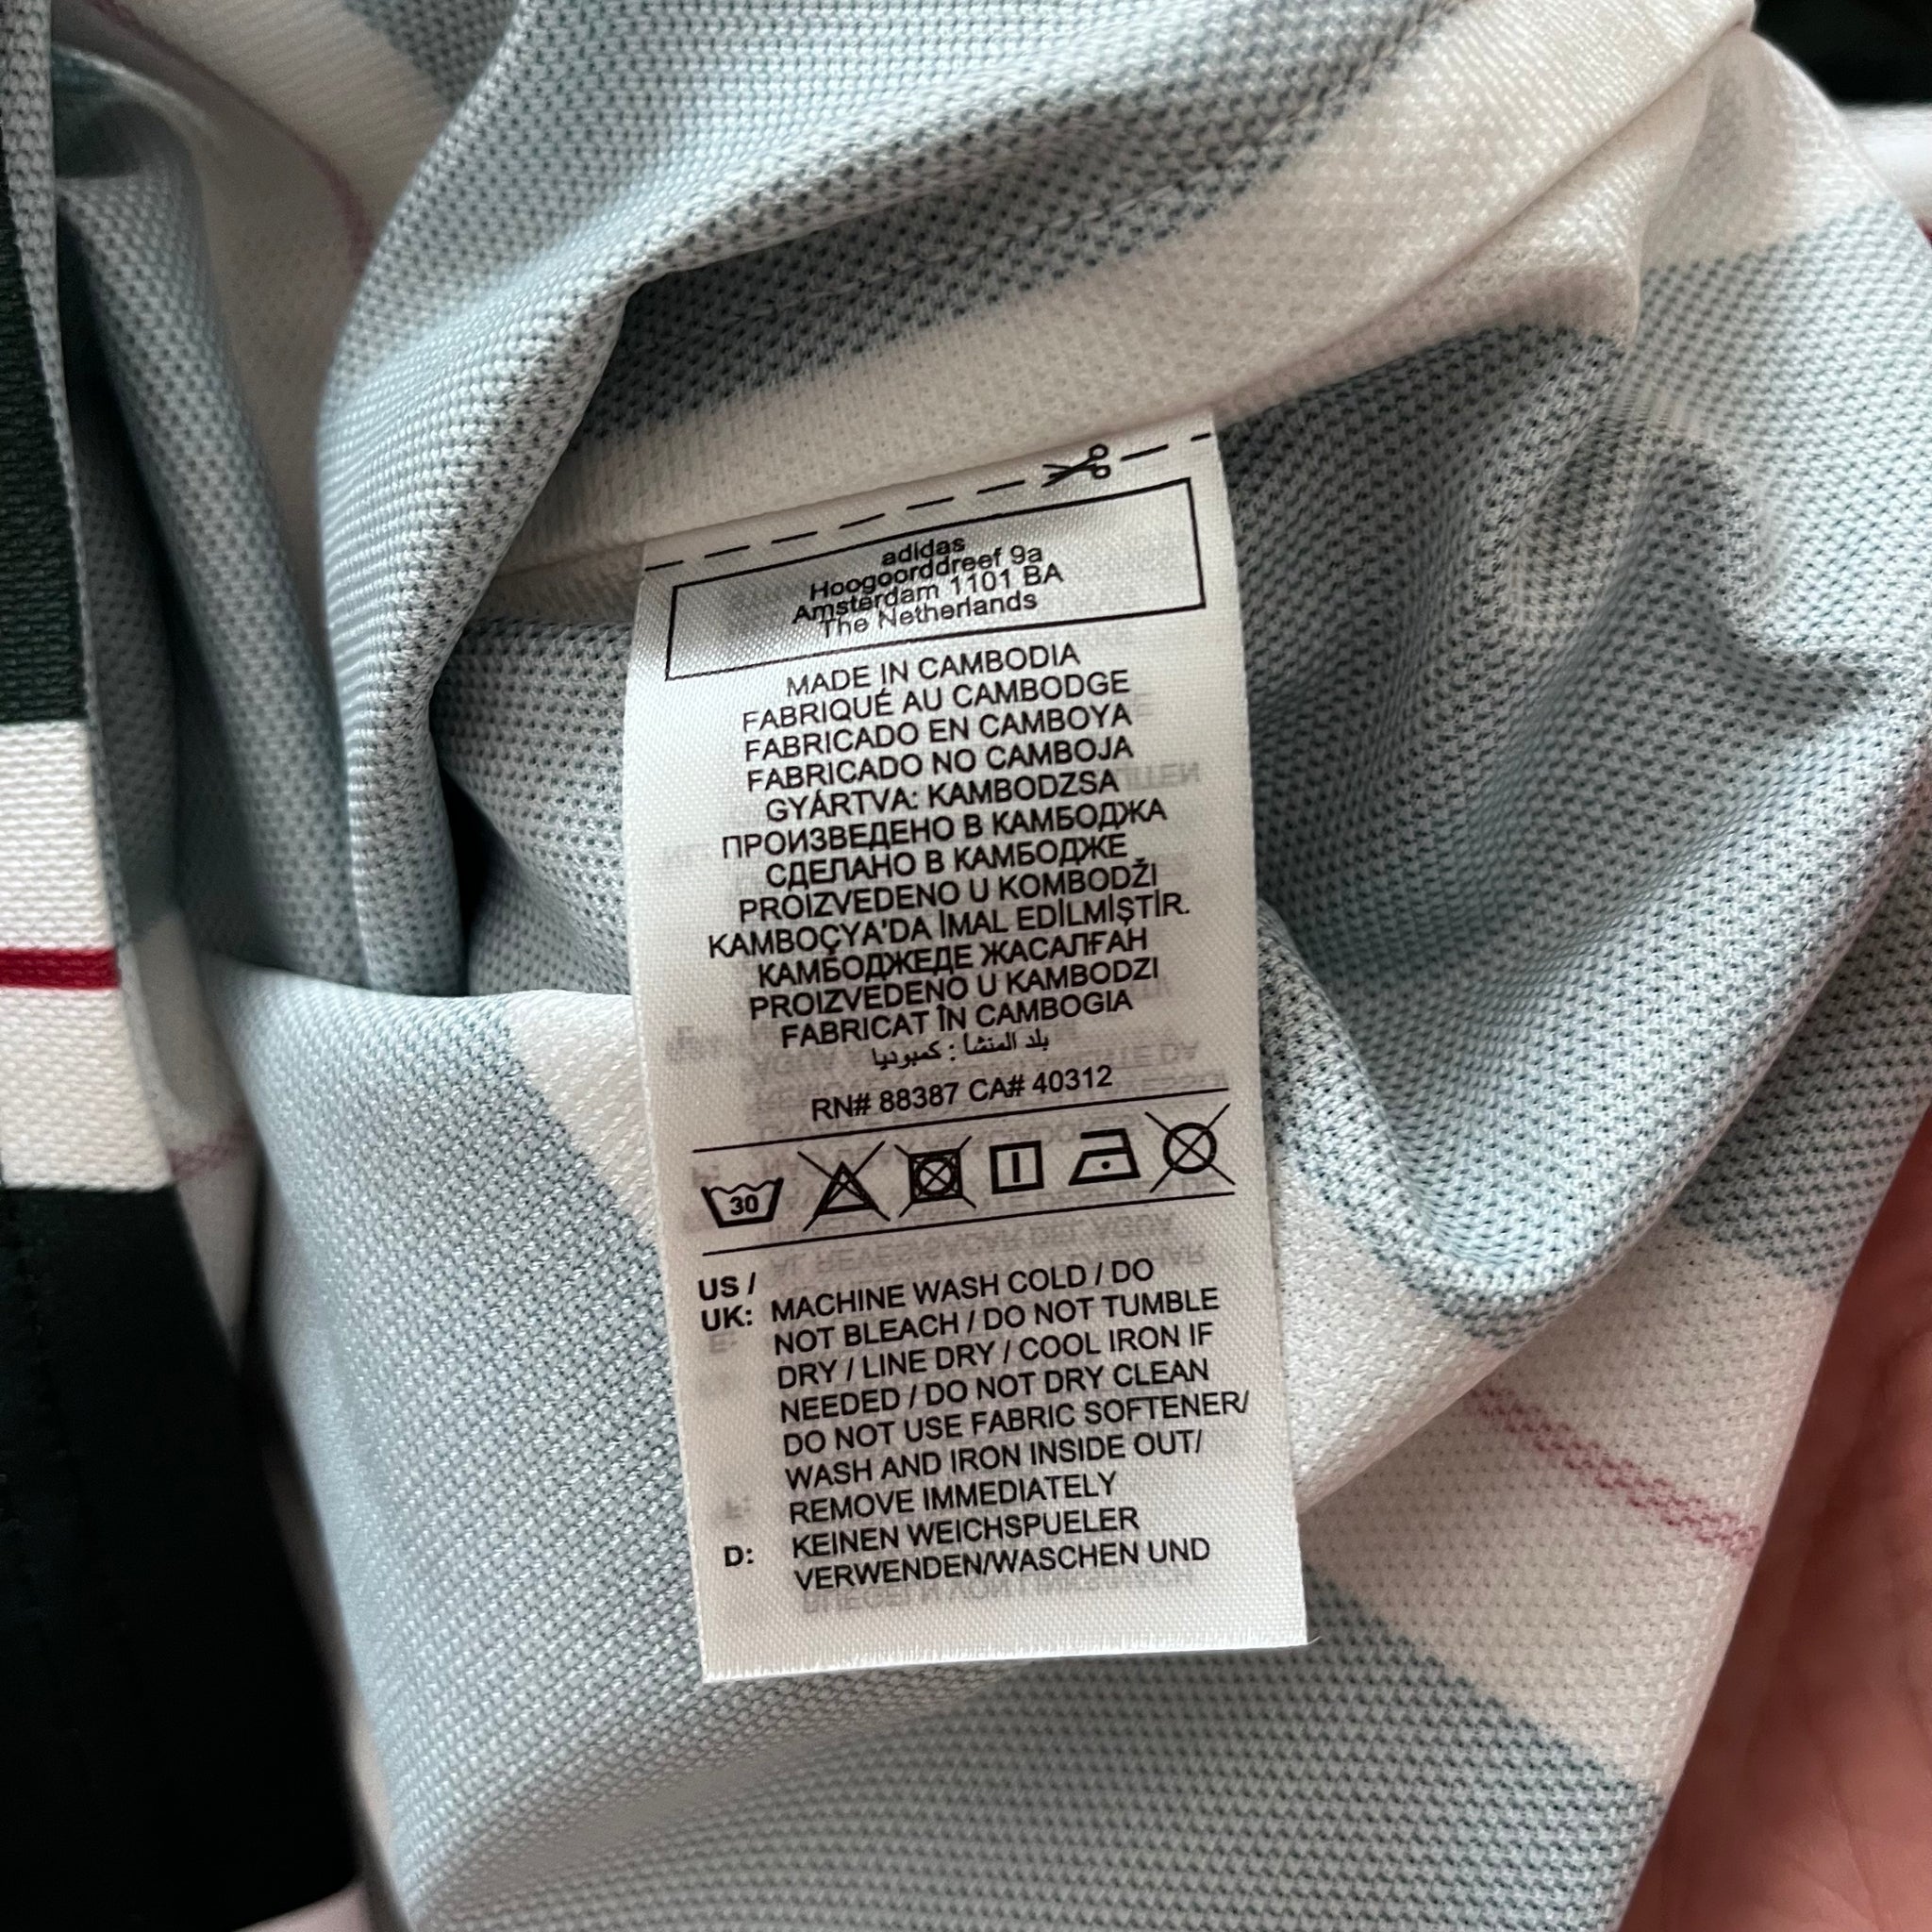 adidas
Hoogoorddreef 9a
Amsterdam 1101 BA
The Netherlands
MADE IN CAMBODIA
FABRIQUÉ AU CAMBODGE
FABRICADO EN CAMBOYA
FABRICADO NO CAMBOJA
GYÁRTVA: KAMBODZSA
ПРОИЗВЕДЕНО В КАМБОДЖА
СДЕЛАНО В КАМБОДЖЕ
PROIZVEDENO U KOMBODŽI
KAMBOÇYA'DA İMAL EDİLMİŞTİR.
КАМБОДЖЕДЕ ЖАСАЛҒАН
PROIZVEDENO U KAMBODZI
FABRICAT ÎN CAMBOGIA
بلد المنشأ : كمبوديا
RN# 88387 CA# 40312
30
US /
UK: MACHINE WASH COLD / DO
NOT BLEACH / DO NOT TUMBLE
DRY / LINE DRY / COOL IRON IF
NEEDED / DO NOT DRY CLEAN
DO NOT USE FABRIC SOFTENER/
WASH AND IRON INSIDE OUT/
REMOVE IMMEDIATELY
D: KEINEN WEICHSPUELER
VERWENDEN/WASCHEN UND